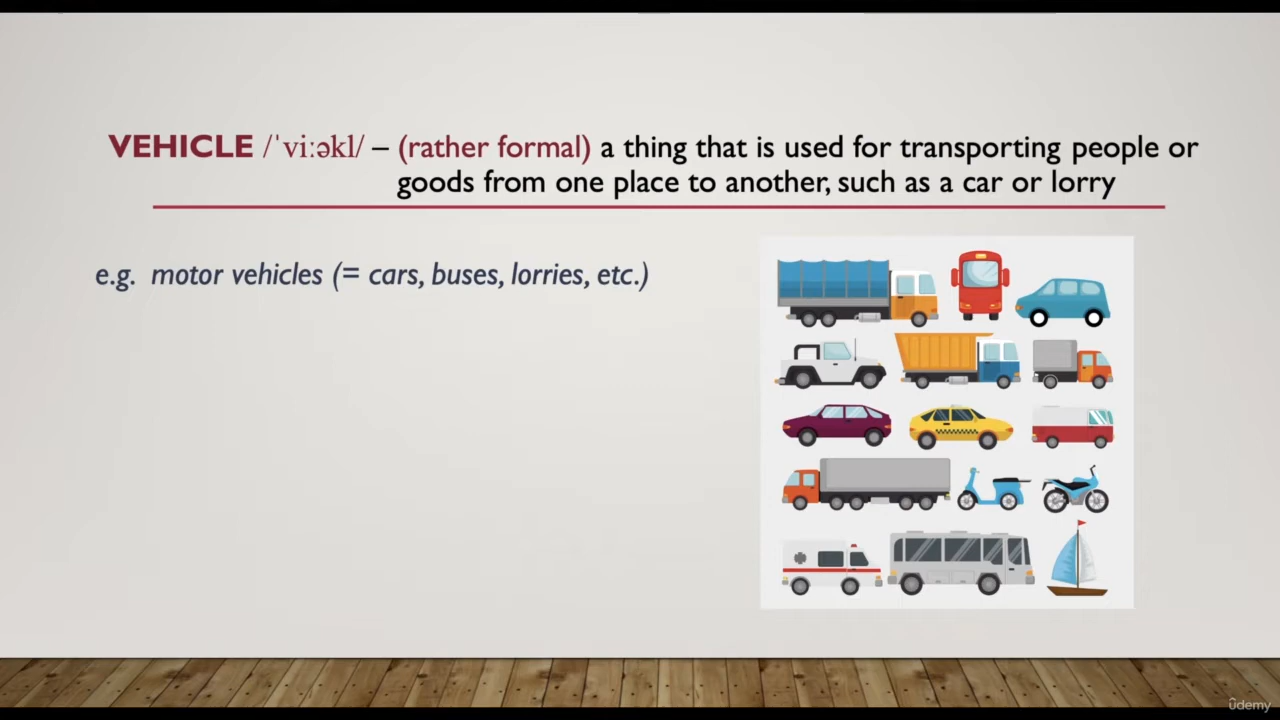 VEHICLE /ˈviːəkl/ – (rather formal) a thing that is used for transporting people or
goods from one place to another, such as a car or lorry
e.g. motor vehicles (= cars, buses, lorries, etc.)
ûdemy